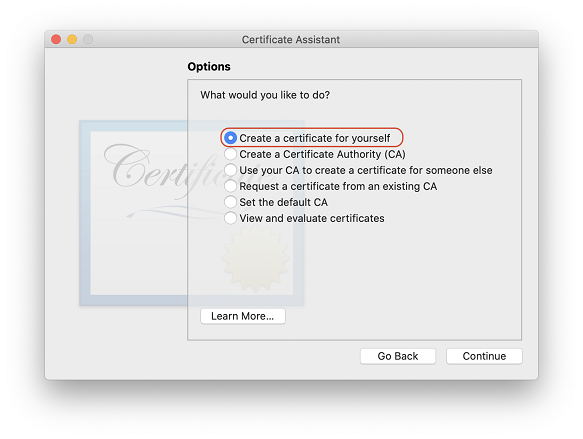 Certificate Assistant
Options
What would you like to do?
Create a certificate for yourself
Create a Certificate Authority (CA)
Use your CA to create a certificate for someone else
Request a certificate from an existing CA
Set the default CA
View and evaluate certificates
Certificate
Learn More...
Go Back
Continue